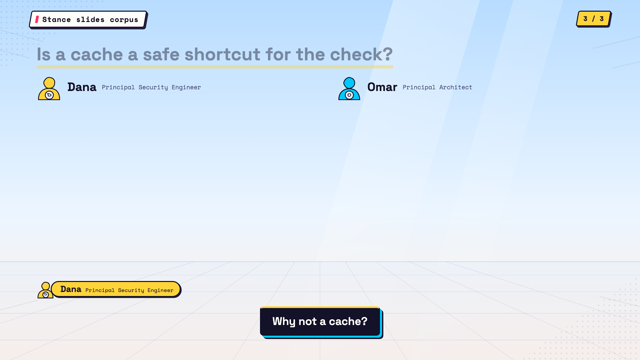 Stance slides corpus
3 / 3
Is a cache a safe shortcut for the check?
Dana Principal Security Engineer
Omar Principal Architect
Dana Principal Security Engineer
Why not a cache?